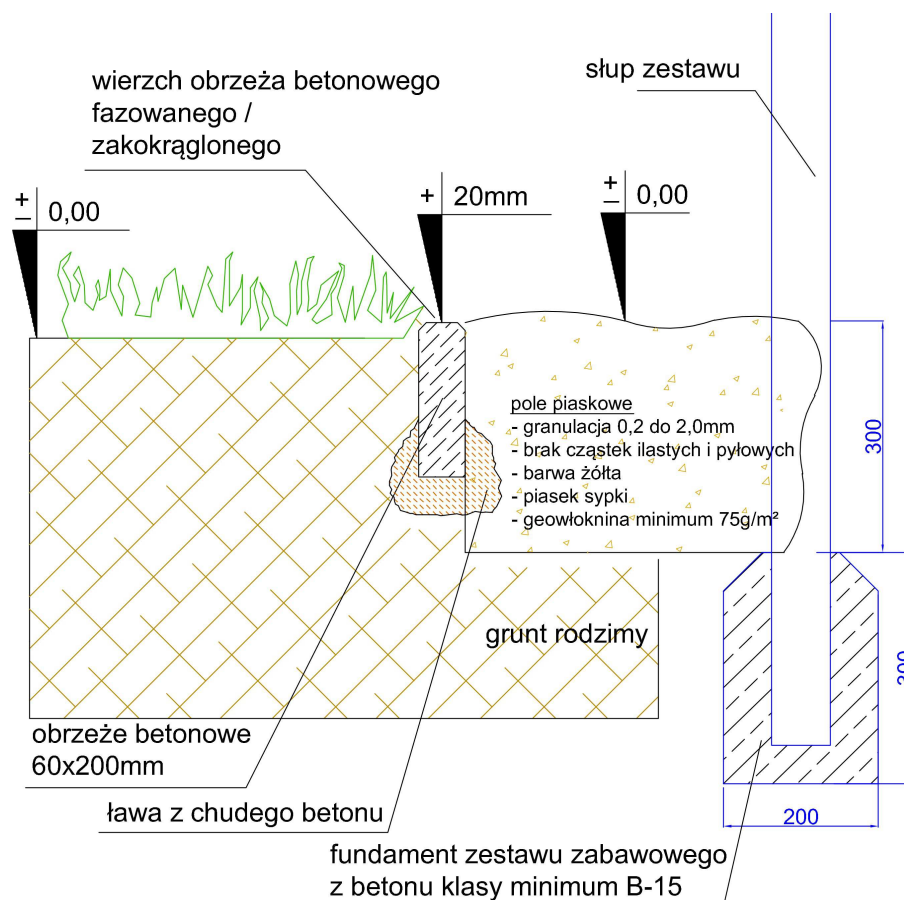 wierzch obrzeża betonowego
fazowanego /
zakokrąglonego
słup zestawu
+
− 0,00
+ 20mm
+
− 0,00
pole piaskowe
- granulacja 0,2 do 2,0mm
- brak cząstek ilastych i pyłowych
- barwa żółta
- piasek sypki
- geowłoknina minimum 75g/m²
300
grunt rodzimy
300
obrzeże betonowe
60x200mm
ława z chudego betonu
200
fundament zestawu zabawowego
z betonu klasy minimum B-15